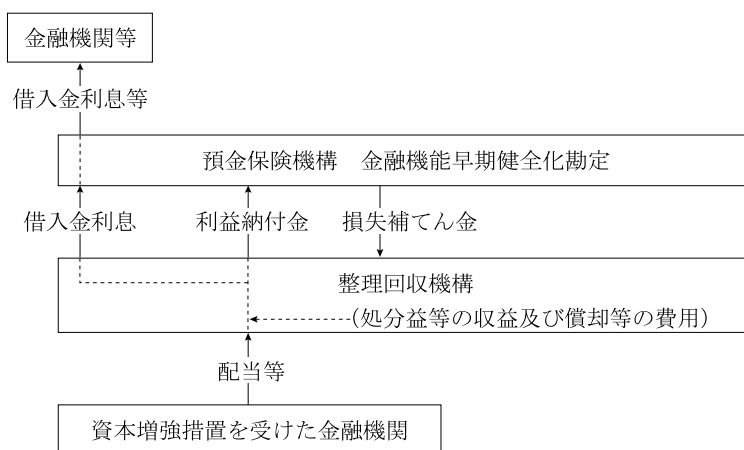 金融機関等
借入金利息等
預金保険機構　金融機能早期健全化勘定
借入金利息　利益納付金　損失補てん金
整理回収機構
(処分益等の収益及び償却等の費用)
配当等
資本増強措置を受けた金融機関